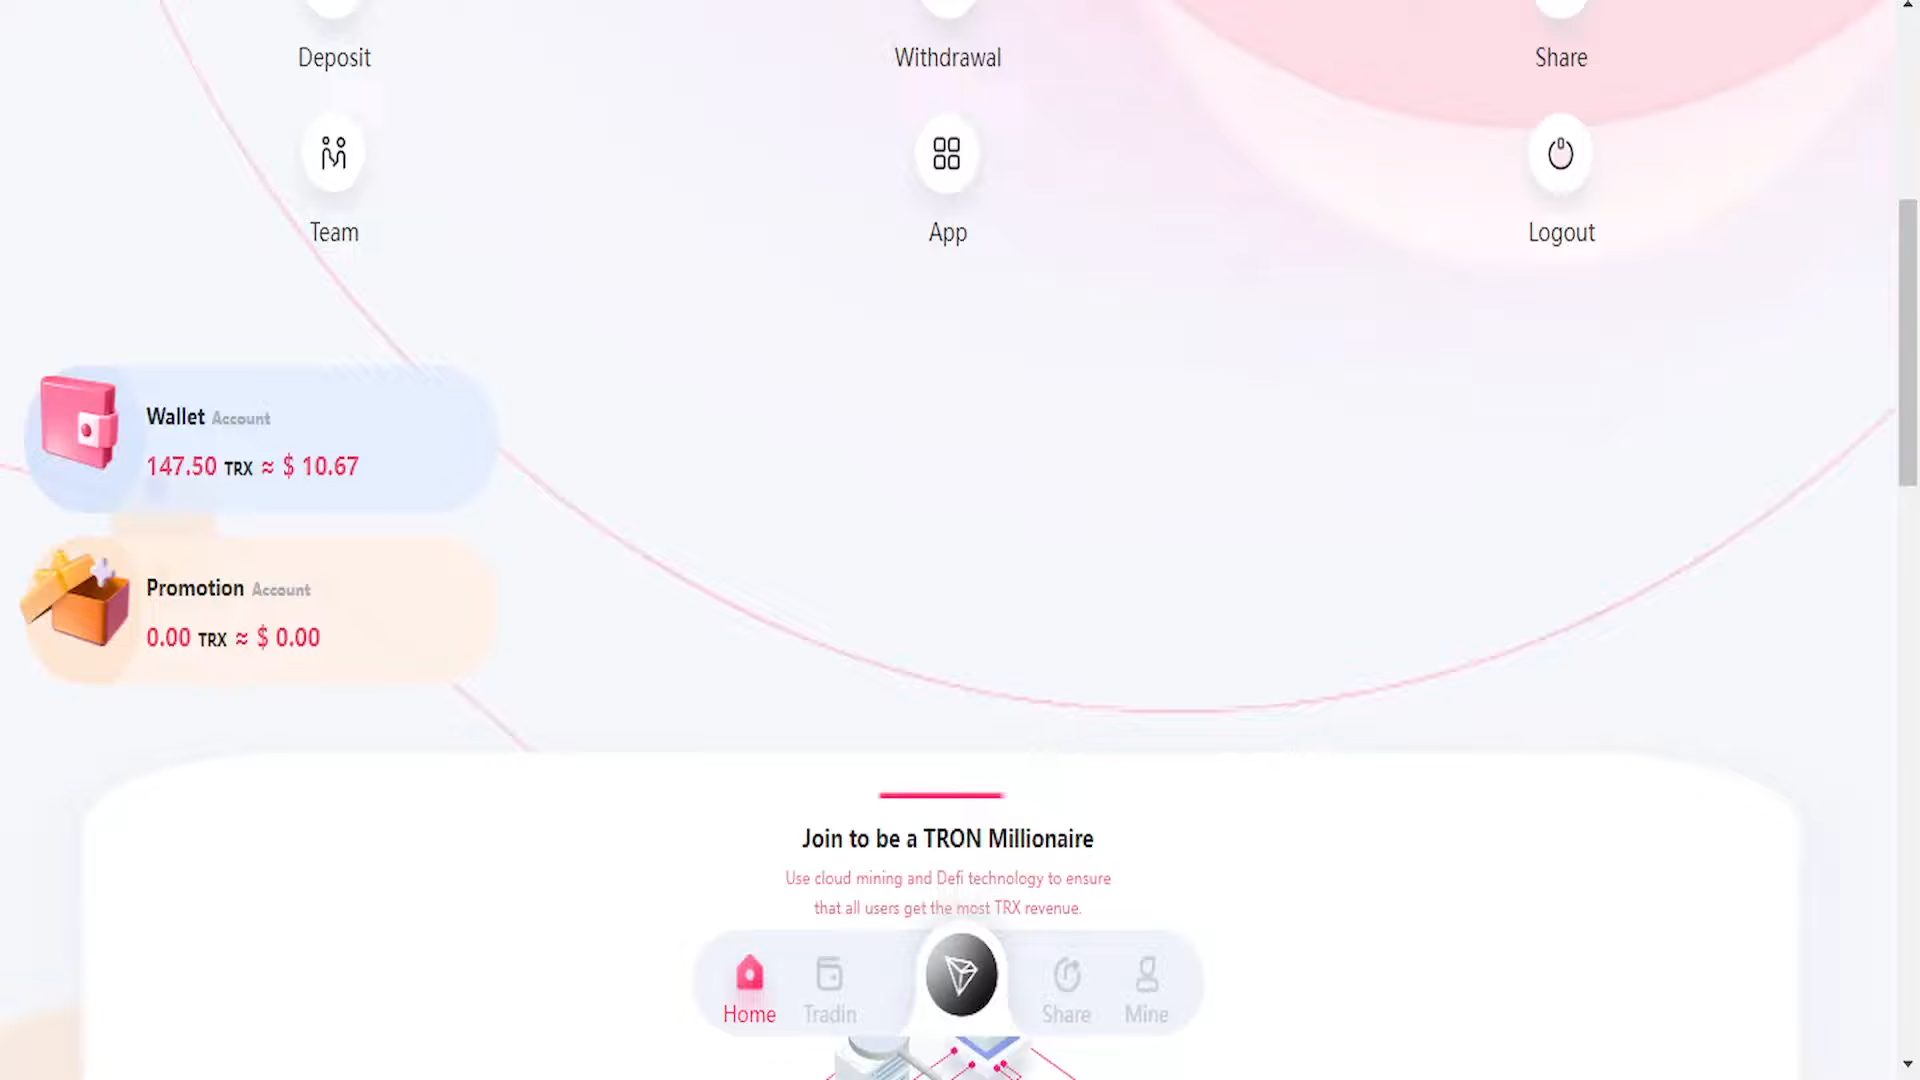 Deposit
Withdrawal
Share
Team
App
Logout
Wallet Account
147.50 TRX ≈ $ 10.67
Promotion Account
0.00 TRX ≈ $ 0.00
Join to be a TRON Millionaire
Use cloud mining and Defi technology to ensure
that all users get the most TRX revenue.
Home
Tradin
Share
Mine